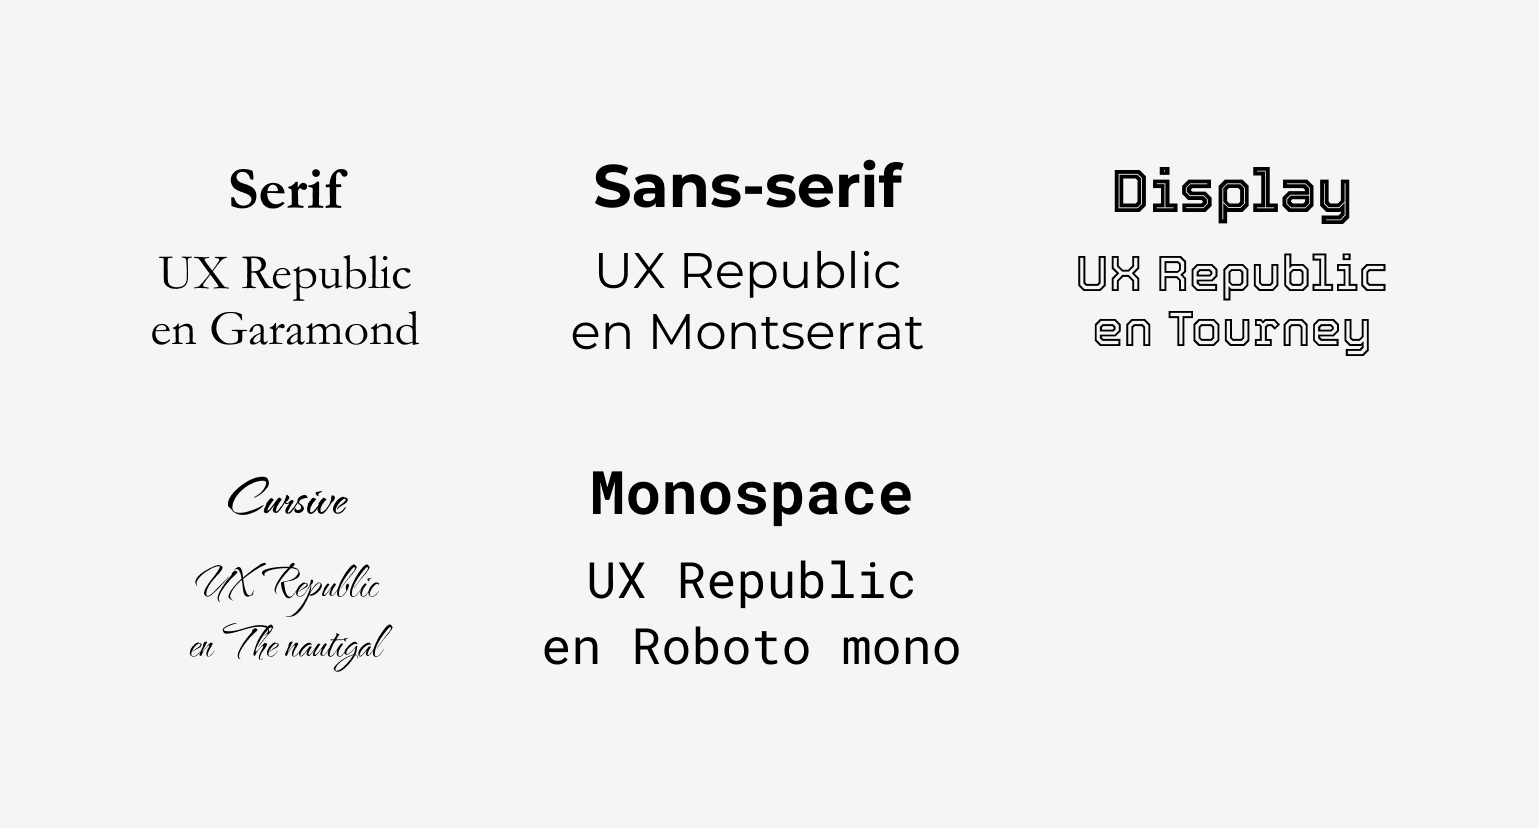 Serif
UX Republic
en Garamond
Sans-serif
UX Republic
en Montserrat
Display
UX Republic
en Tourney
Cursive
UX Republic
en The nautigal
Monospace
UX Republic
en Roboto mono